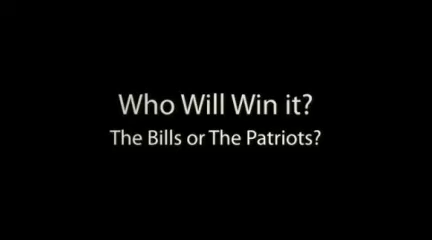 Who Will Win it?
The Bills or The Patriots?